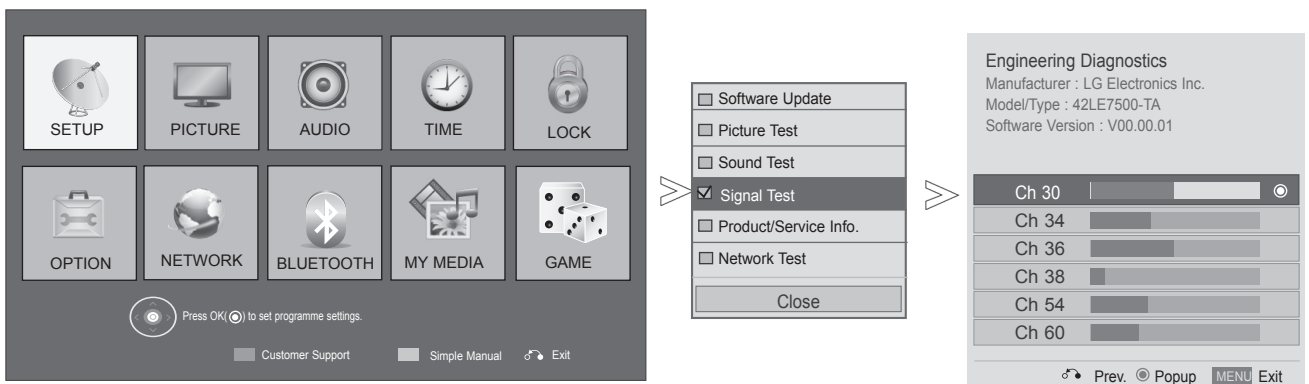 SETUP
PICTURE
AUDIO
TIME
LOCK
OPTION
NETWORK
BLUETOOTH
MY MEDIA
GAME
Press OK(◉) to set programme settings.
Customer Support
Simple Manual
Exit
Software Update
Picture Test
Sound Test
Signal Test
Product/Service Info.
Network Test
Close
Engineering Diagnostics
Manufacturer : LG Electronics Inc.
Model/Type : 42LE7500-TA
Software Version : V00.00.01
Ch 30
Ch 34
Ch 36
Ch 38
Ch 54
Ch 60
Prev. ◉ Popup MENU Exit